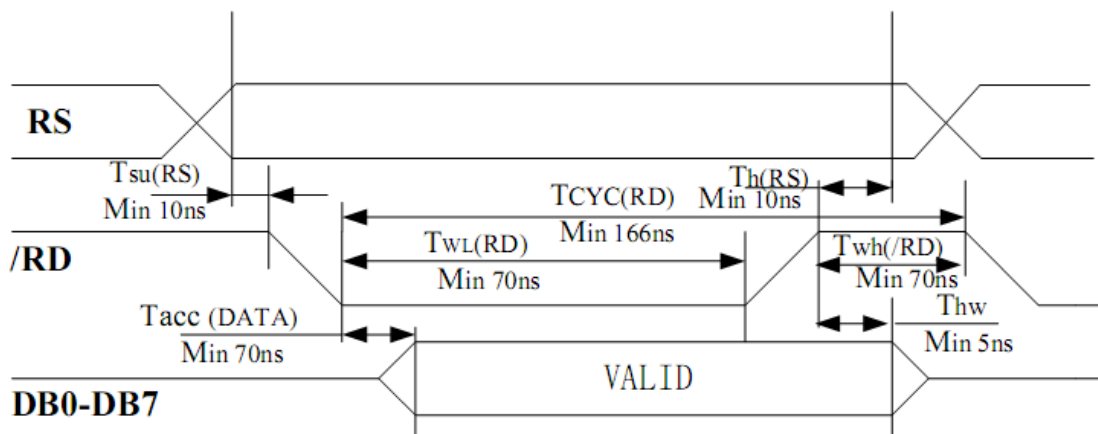 RS
Tsu(RS)
Min 10ns
Th(RS)
Min 10ns
TCYC(RD)
Min 166ns
/RD
TWL(RD)
Min 70ns
Twh(/RD)
Min 70ns
Tacc (DATA)
Min 70ns
Thw
Min 5ns
VALID
DB0-DB7